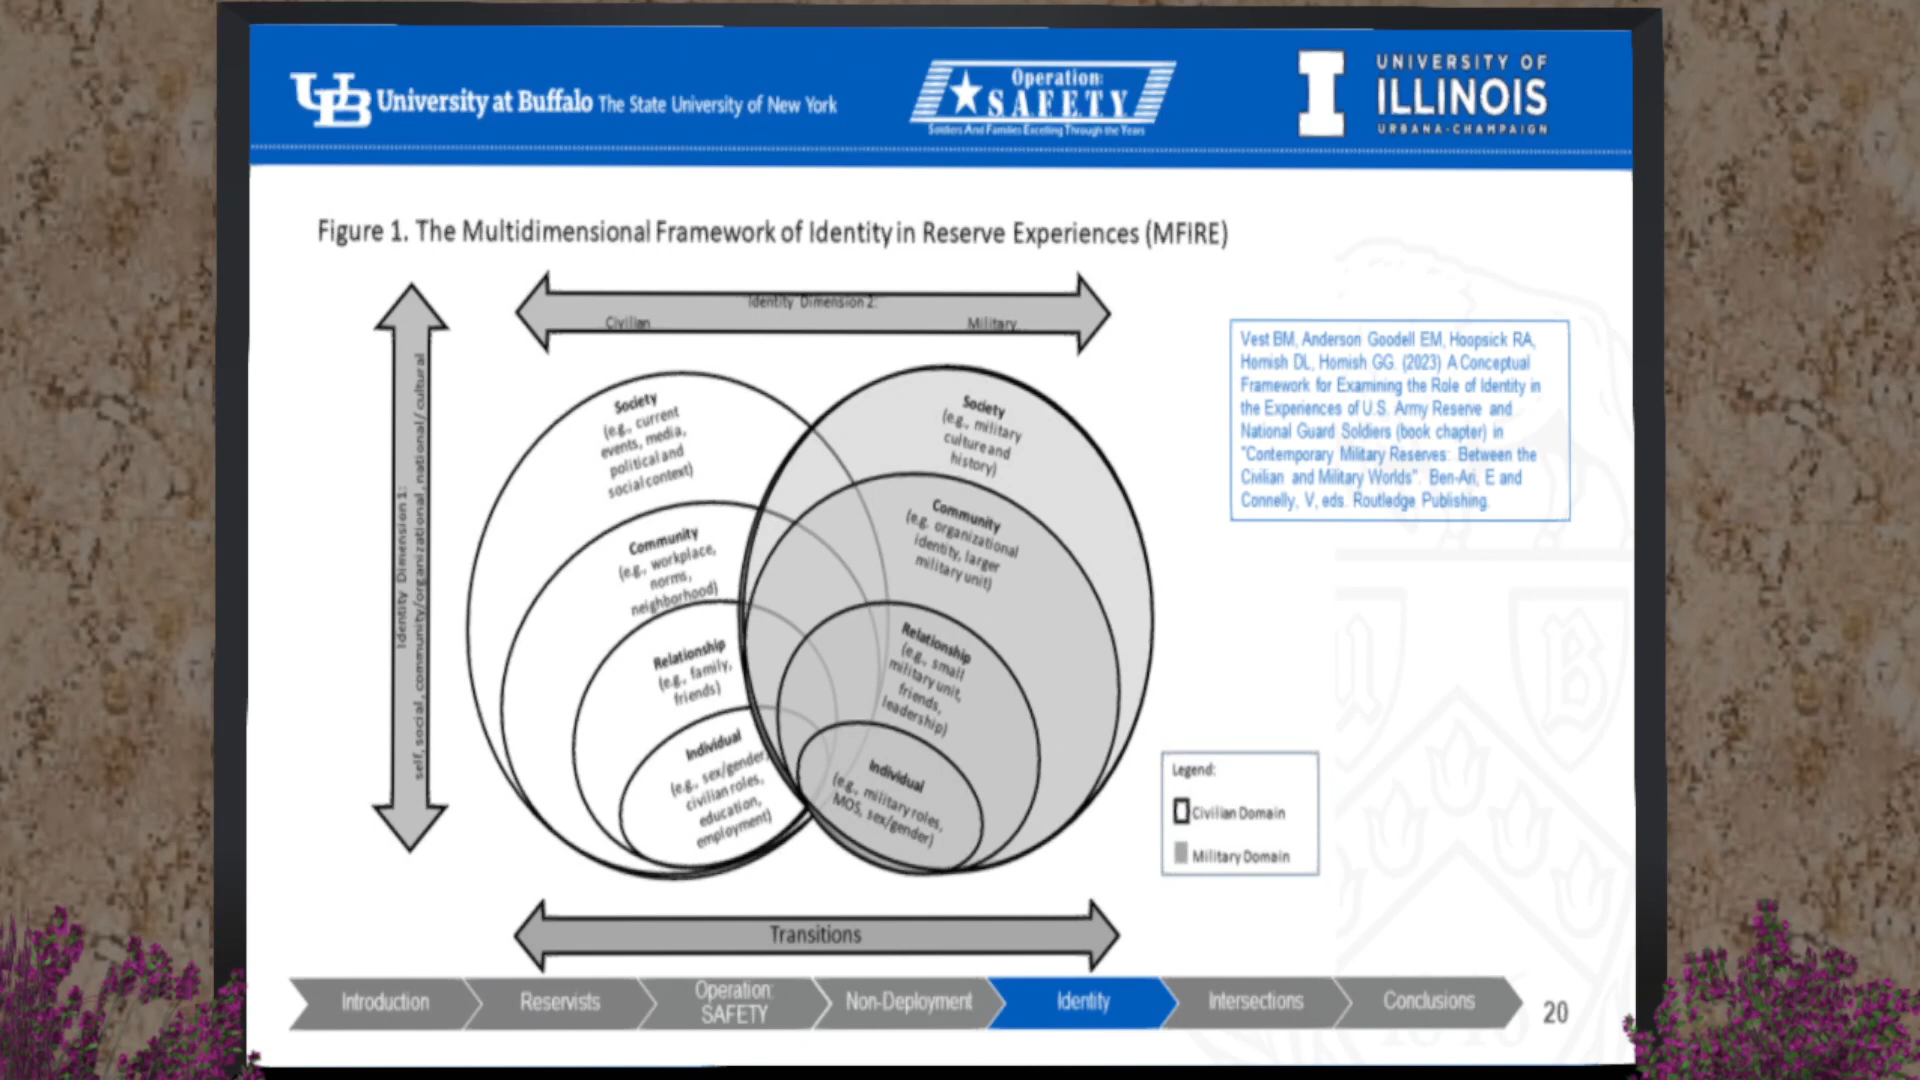 UB University at Buffalo The State University of New York
Operation:
S.A.F.E.T.Y.
Soldiers And Families Excelling Through the Years
UNIVERSITY OF
ILLINOIS
URBANA-CHAMPAIGN
Figure 1. The Multidimensional Framework of Identity in Reserve Experiences (MFIRE)
Identity Dimension 2:
Civilian Military
Identity Dimension 1:
self, social, community/organizational, national/cultural
Society
(e.g., current
events, media,
political and
social context)
Community
(e.g., workplace,
norms,
neighborhood)
Relationship
(e.g., family,
friends)
Individual
(e.g., sex/gender,
civilian roles,
education,
employment)
Society
(e.g., military
culture and
history)
Community
(e.g. organizational
identity, larger
military unit)
Relationship
(e.g., small
military unit,
friends,
leadership)
Individual
(e.g., military roles,
MOS, sex/gender)
Vest BM, Anderson Goodell EM, Hoopsick RA,
Homish DL, Homish GG. (2023) A Conceptual
Framework for Examining the Role of Identity in
the Experiences of U.S. Army Reserve and
National Guard Soldiers (book chapter) in
"Contemporary Military Reserves: Between the
Civilian and Military Worlds". Ben-Ari, E and
Connelly, V, eds. Routledge Publishing.
Legend:
Civilian Domain
Military Domain
Transitions
Introduction
Reservists
Operation:
SAFETY
Non-Deployment
Identity
Intersections
Conclusions
20